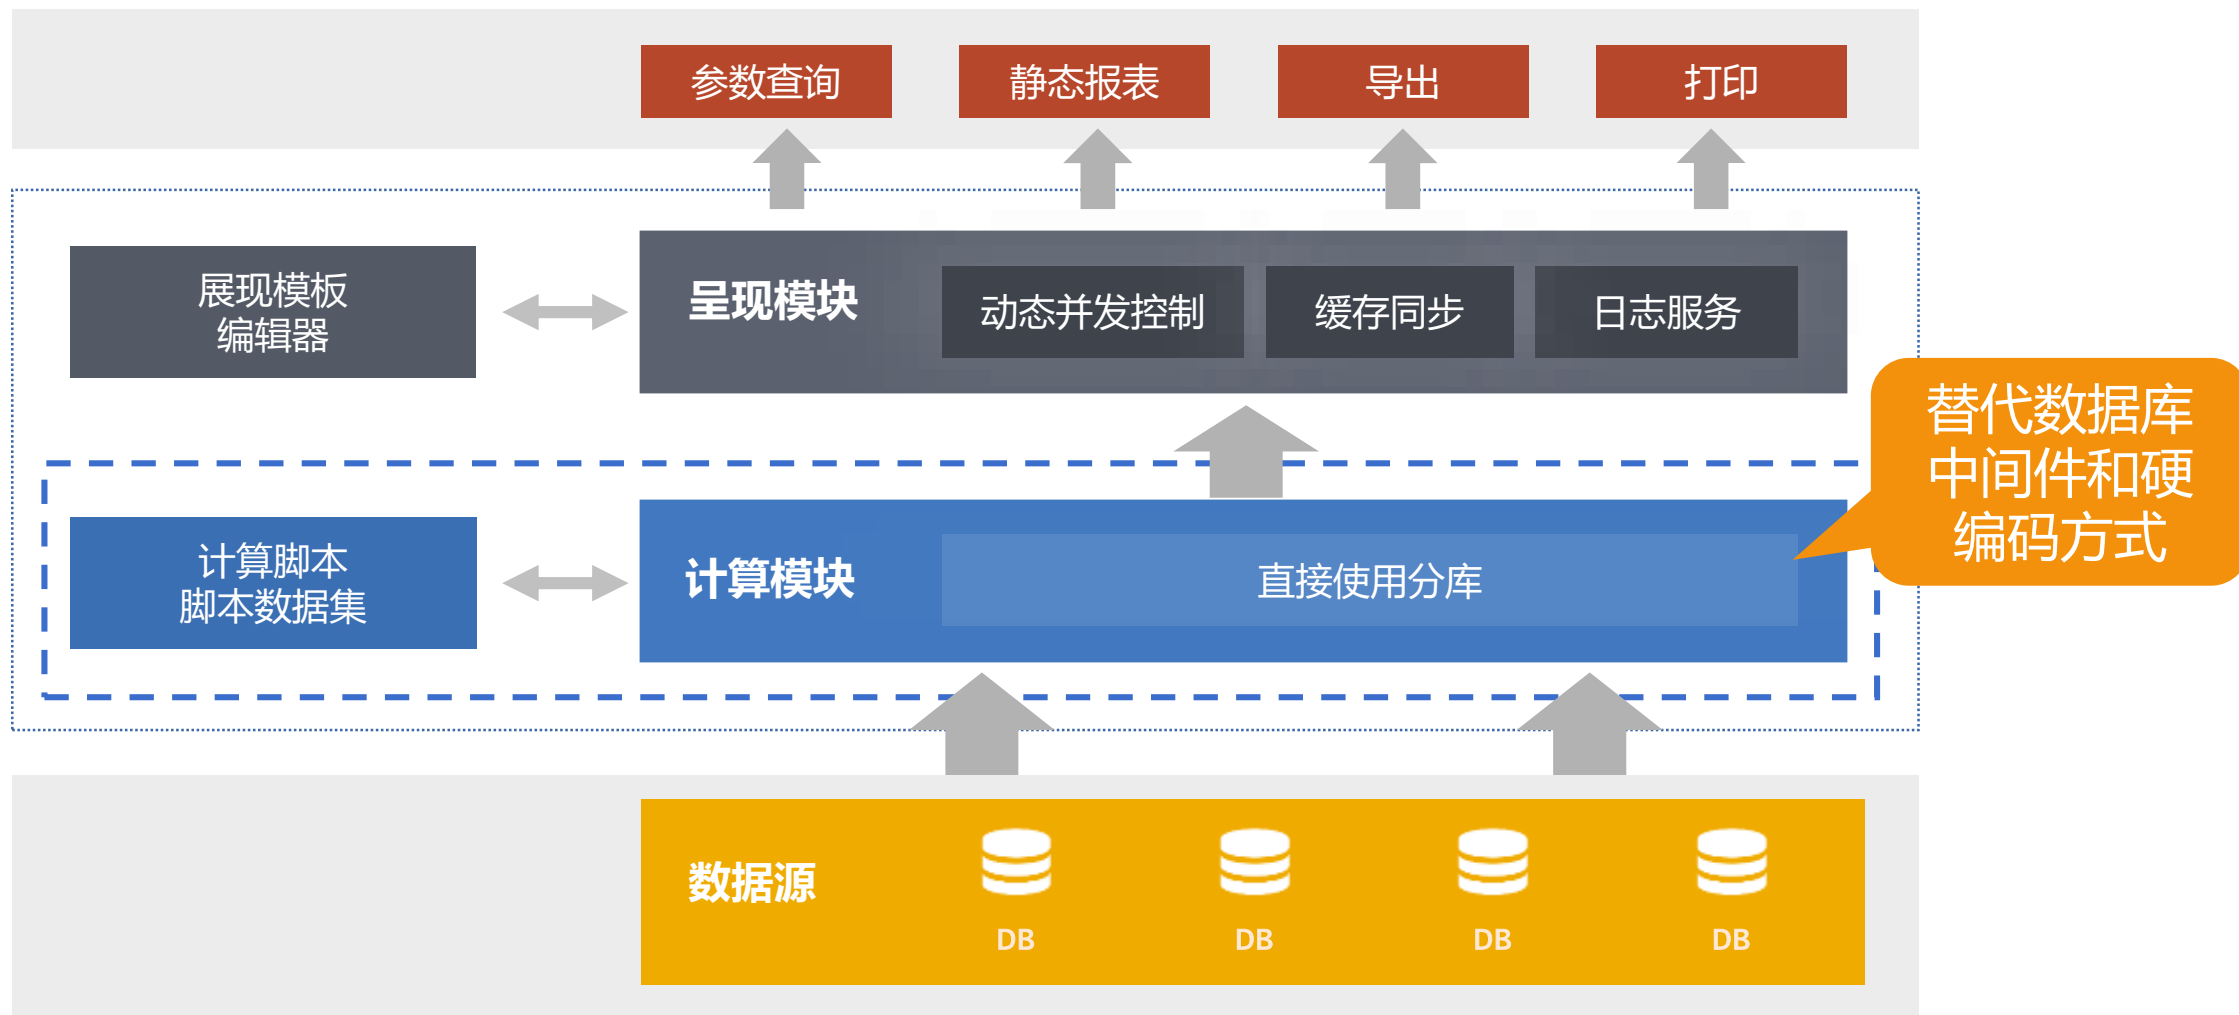 参数查询
静态报表
导出
打印
展现模板
编辑器
呈现模块
动态并发控制
缓存同步
日志服务
替代数据库
中间件和硬
编码方式
计算脚本
脚本数据集
计算模块
直接使用分库
数据源
DB
DB
DB
DB